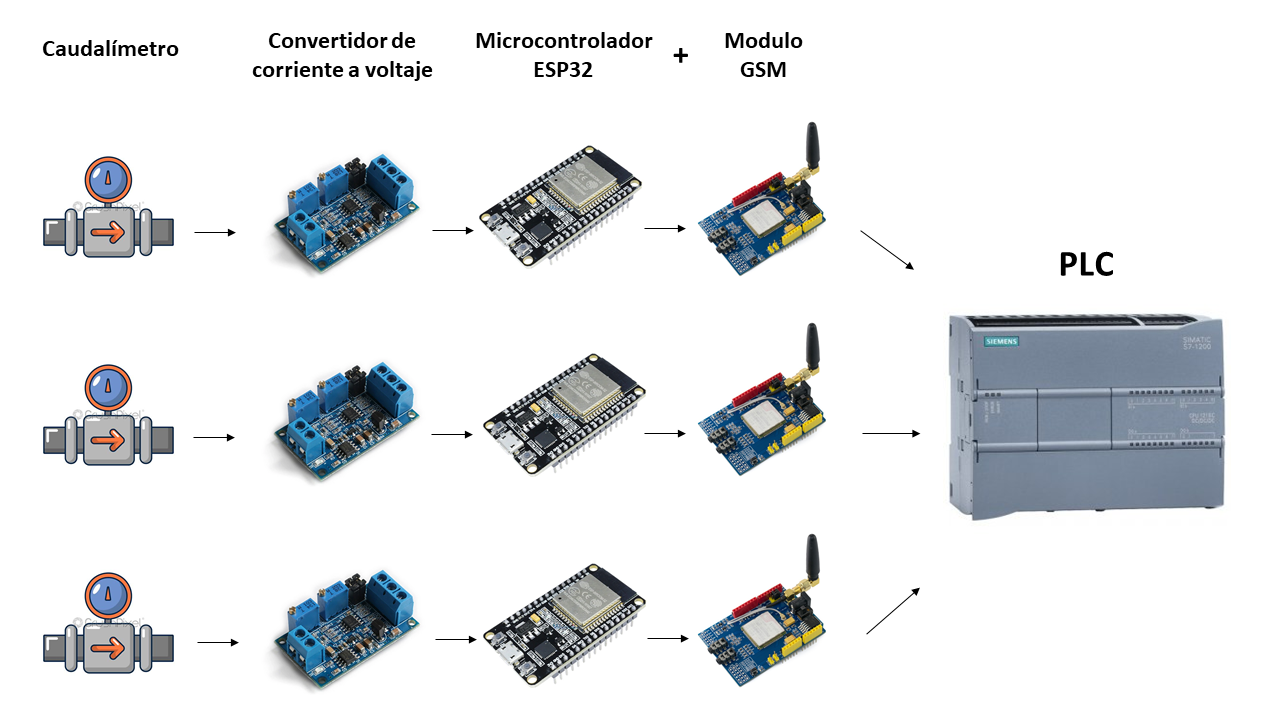 Caudalímetro
Convertidor de
corriente a voltaje
Microcontrolador
ESP32
+
Modulo
GSM
PLC
SIEMENS
SIMATIC
S7-1200